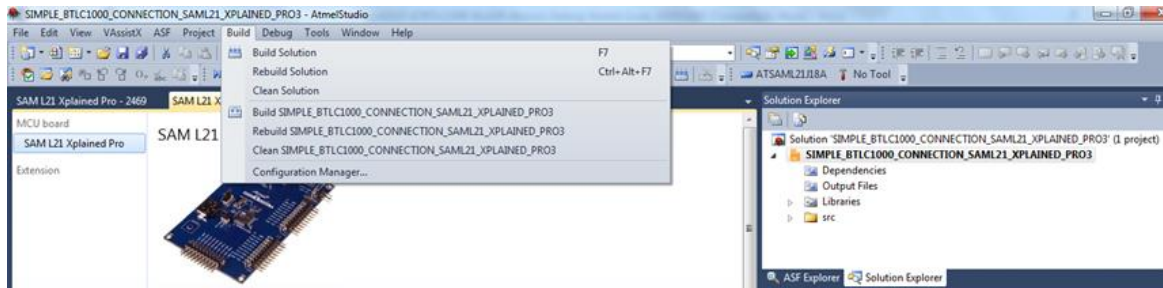 SIMPLE_BTLC1000_CONNECTION_SAML21_XPLAINED_PRO3 - AtmelStudio
File Edit View VAssistX ASF Project Build Debug Tools Window Help
Build Solution F7
Rebuild Solution Ctrl+Alt+F7
Clean Solution
Build SIMPLE_BTLC1000_CONNECTION_SAML21_XPLAINED_PRO3
Rebuild SIMPLE_BTLC1000_CONNECTION_SAML21_XPLAINED_PRO3
Clean SIMPLE_BTLC1000_CONNECTION_SAML21_XPLAINED_PRO3
Configuration Manager...
ATSAML21J18A No Tool
SAM L21 Xplained Pro - 2469 SAM L21 X
MCU board
SAM L21 Xplained Pro
Extension
SAM L21
Solution Explorer
Solution 'SIMPLE_BTLC1000_CONNECTION_SAML21_XPLAINED_PRO3' (1 project)
SIMPLE_BTLC1000_CONNECTION_SAML21_XPLAINED_PRO3
Dependencies
Output Files
Libraries
src
ASF Explorer Solution Explorer